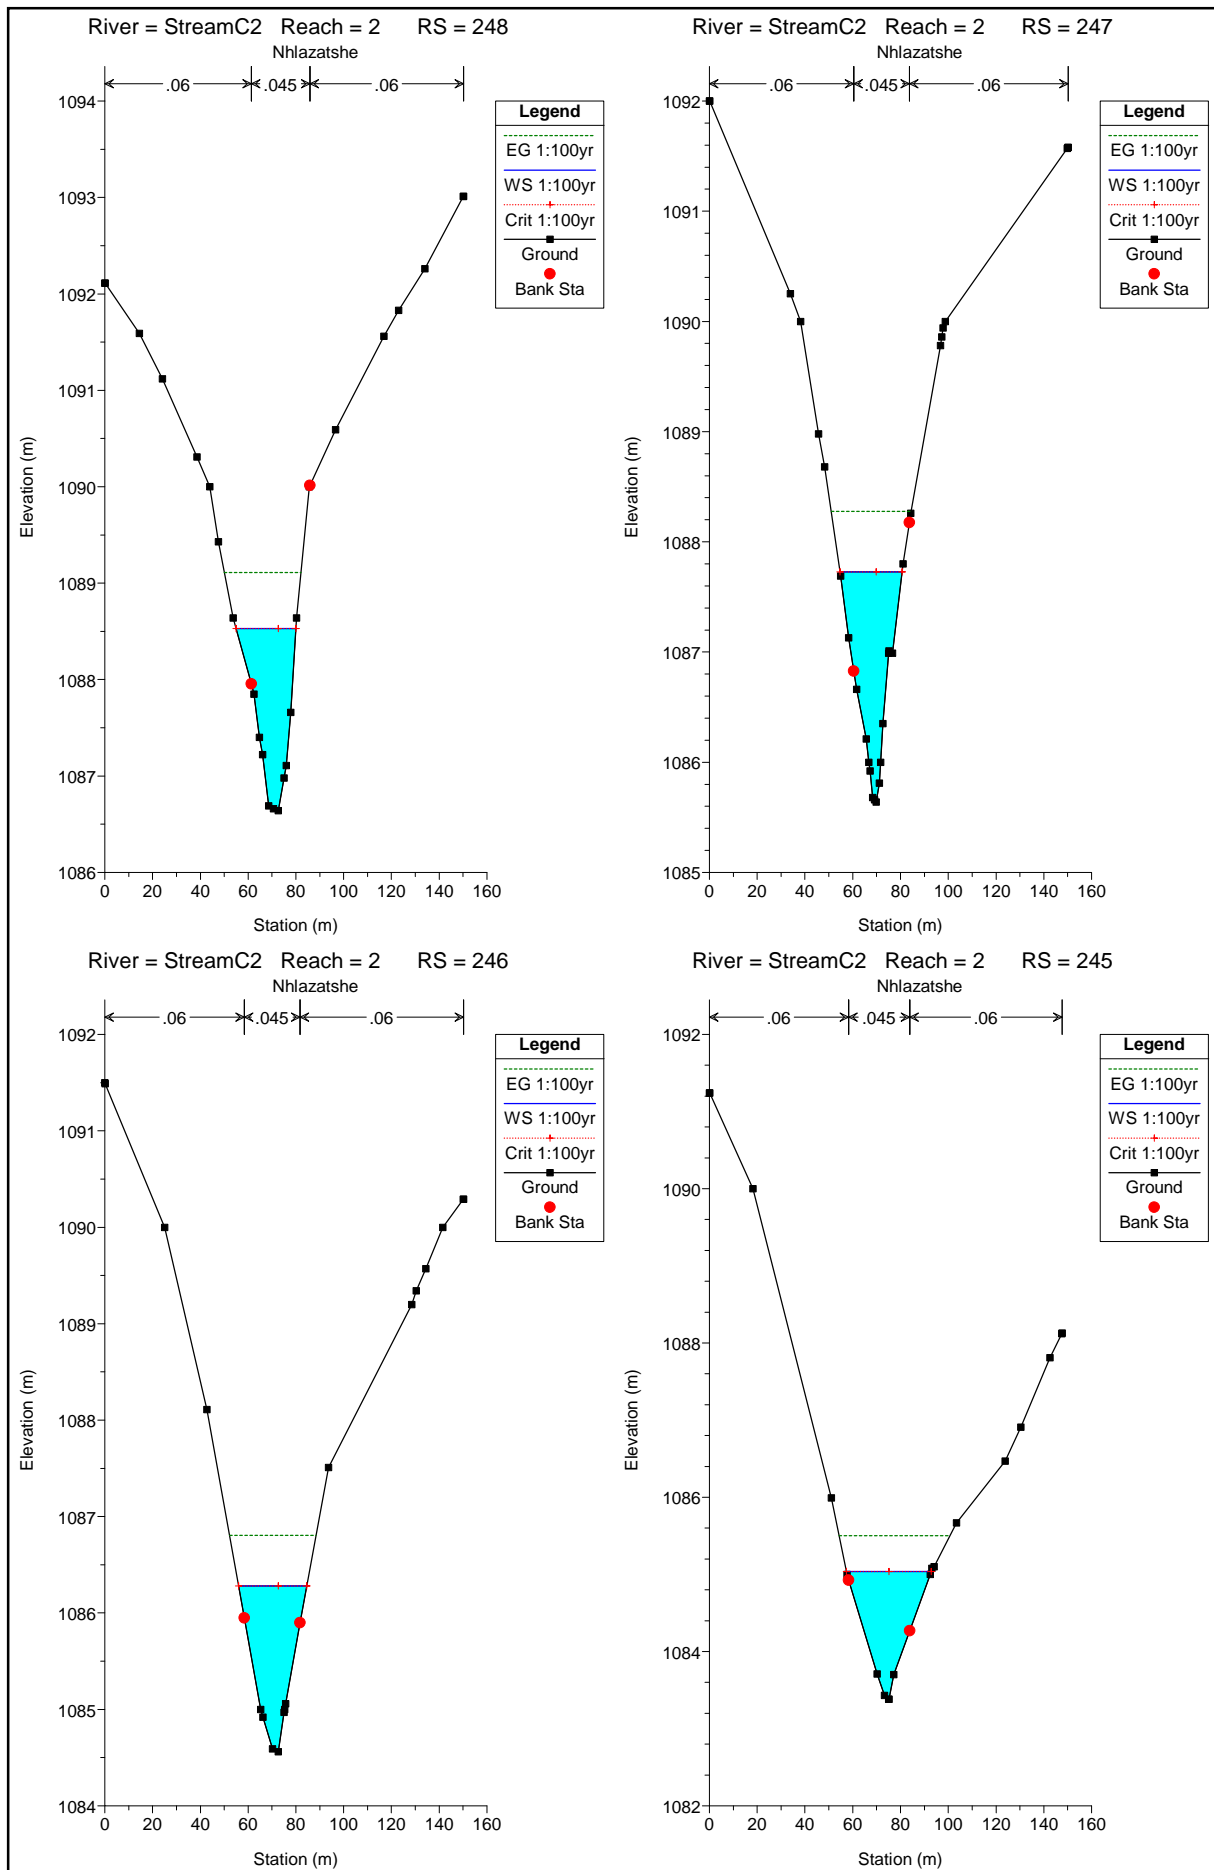 River = StreamC2 Reach = 2 RS = 248
Nhlazatshe
.06 .045 .06
Legend
EG 1:100yr
WS 1:100yr
Crit 1:100yr
Ground
Bank Sta
1094
1093
1092
1091
1090
1089
1088
1087
1086
Elevation (m)
0 20 40 60 80 100 120 140 160
Station (m)
River = StreamC2 Reach = 2 RS = 247
Nhlazatshe
.06 .045 .06
Legend
EG 1:100yr
WS 1:100yr
Crit 1:100yr
Ground
Bank Sta
1092
1091
1090
1089
1088
1087
1086
1085
Elevation (m)
0 20 40 60 80 100 120 140 160
Station (m)
River = StreamC2 Reach = 2 RS = 246
Nhlazatshe
.06 .045 .06
Legend
EG 1:100yr
WS 1:100yr
Crit 1:100yr
Ground
Bank Sta
1092
1091
1090
1089
1088
1087
1086
1085
1084
Elevation (m)
0 20 40 60 80 100 120 140 160
Station (m)
River = StreamC2 Reach = 2 RS = 245
Nhlazatshe
.06 .045 .06
Legend
EG 1:100yr
WS 1:100yr
Crit 1:100yr
Ground
Bank Sta
1092
1090
1088
1086
1084
1082
Elevation (m)
0 20 40 60 80 100 120 140 160
Station (m)